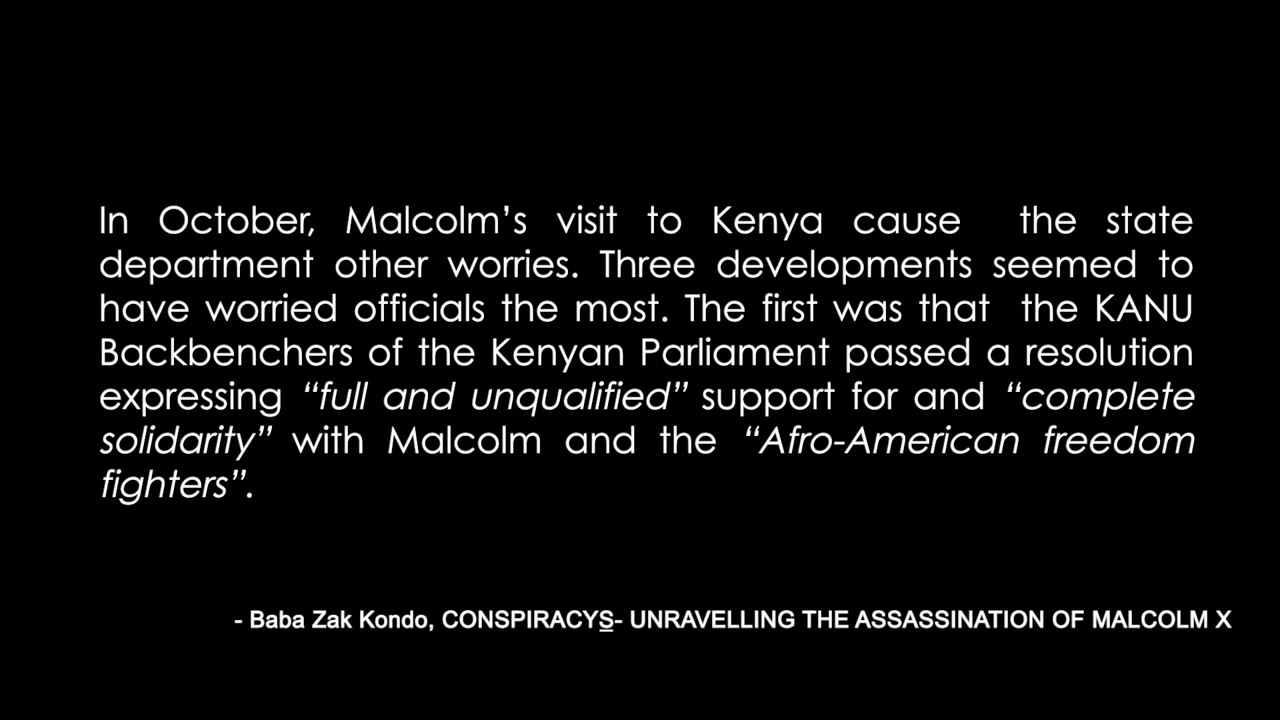 In October, Malcolm’s visit to Kenya cause the state
department other worries. Three developments seemed to
have worried officials the most. The first was that the KANU
Backbenchers of the Kenyan Parliament passed a resolution
expressing “full and unqualified” support for and “complete
solidarity” with Malcolm and the “Afro-American freedom
fighters”.
- Baba Zak Kondo, CONSPIRACYS- UNRAVELLING THE ASSASSINATION OF MALCOLM X